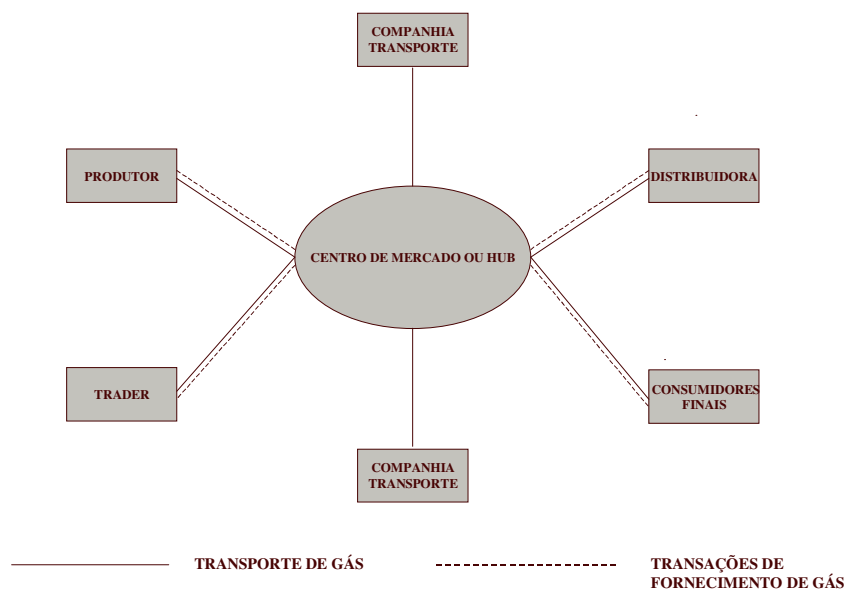 COMPANHIA
TRANSPORTE
PRODUTOR
DISTRIBUIDORA
CENTRO DE MERCADO OU HUB
TRADER
CONSUMIDORES
FINAIS
COMPANHIA
TRANSPORTE
TRANSPORTE DE GÁS
TRANSAÇÕES DE
FORNECIMENTO DE GÁS